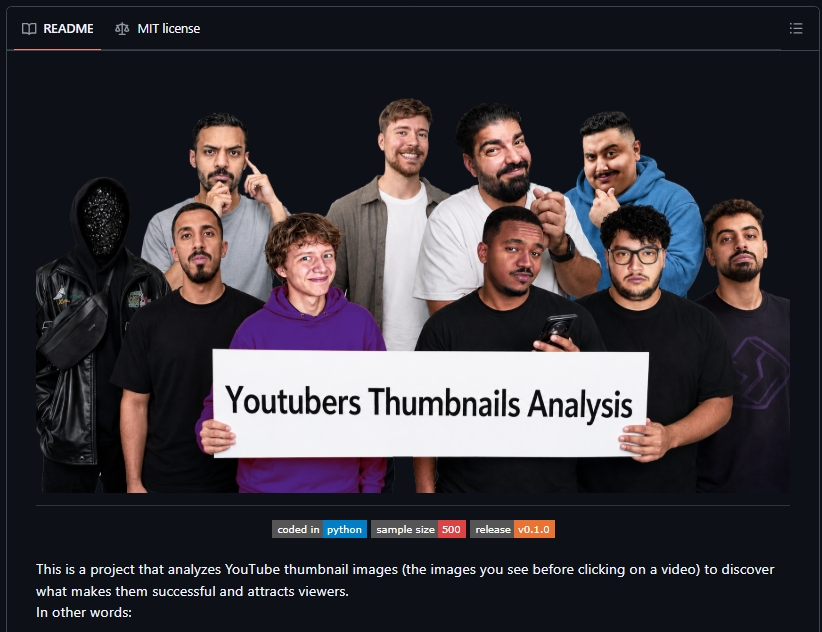 README
MIT license
Youtubers Thumbnails Analysis
coded in python
sample size 500
release v0.1.0
This is a project that analyzes YouTube thumbnail images (the images you see before clicking on a video) to discover
what makes them successful and attracts viewers.
In other words: